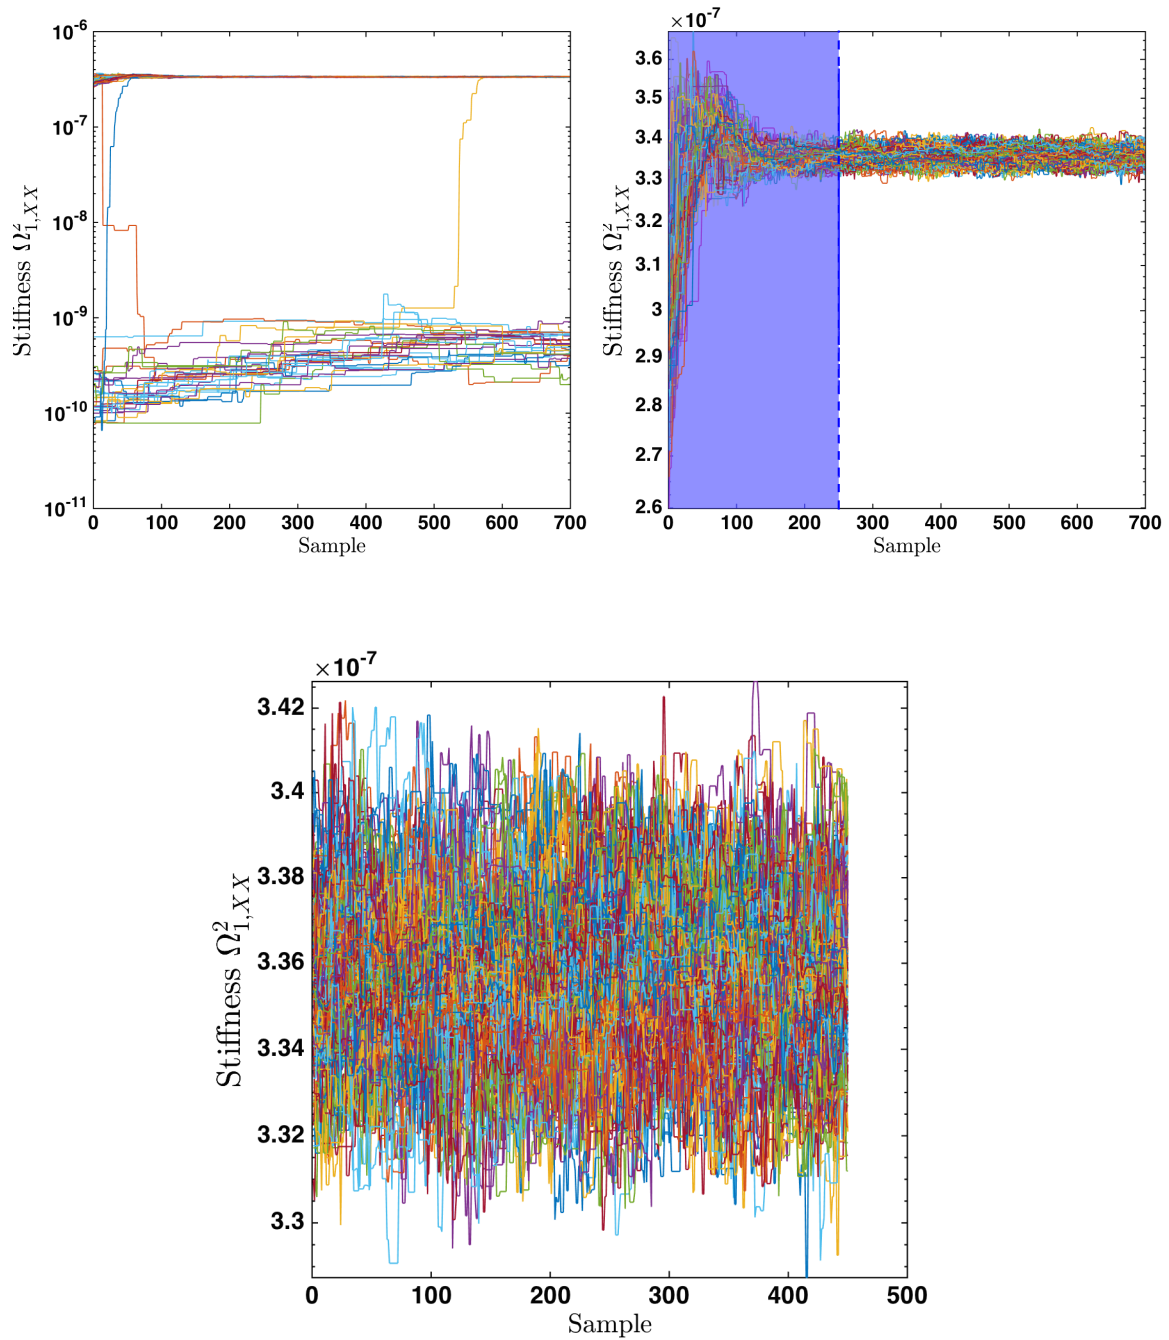 10^-6
10^-7
10^-8
10^-9
10^-10
10^-11
0 100 200 300 400 500 600 700
Sample
Stiffness Ω²₁,XX
×10^-7
3.6
3.5
3.4
3.3
3.2
3.1
3
2.9
2.8
2.7
2.6
0 100 200 300 400 500 600 700
Sample
Stiffness Ω²₁,XX
×10^-7
3.42
3.4
3.38
3.36
3.34
3.32
3.3
0 100 200 300 400 500
Sample
Stiffness Ω²₁,XX